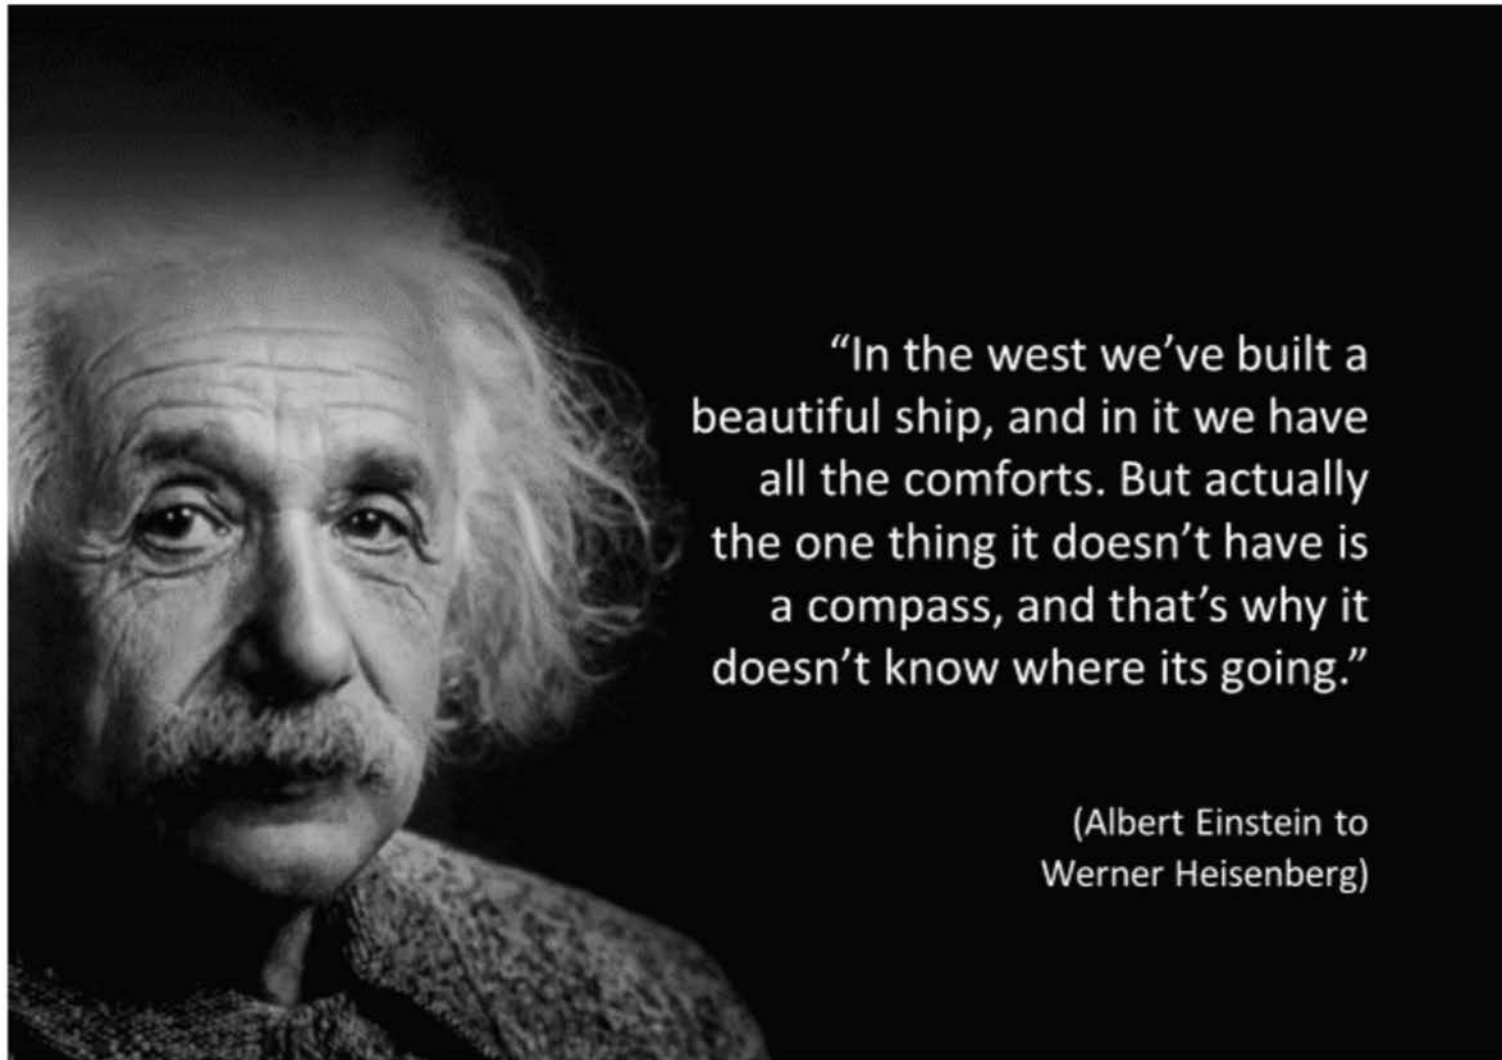 “In the west we’ve built a
beautiful ship, and in it we have
all the comforts. But actually
the one thing it doesn’t have is
a compass, and that’s why it
doesn’t know where its going.”
(Albert Einstein to
Werner Heisenberg)